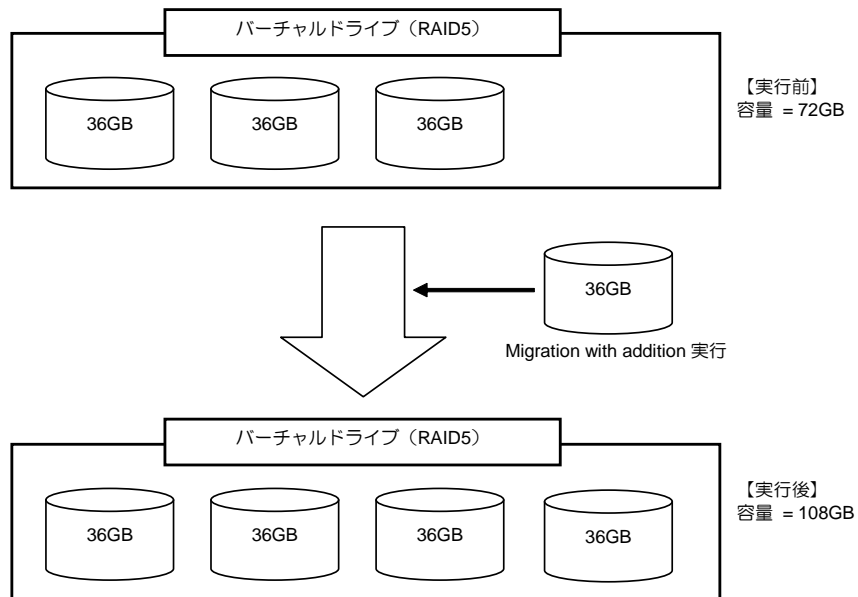 バーチャルドライブ（RAID5）
36GB
36GB
36GB
【実行前】
容量 = 72GB
36GB
Migration with addition 実行
バーチャルドライブ（RAID5）
36GB
36GB
36GB
36GB
【実行後】
容量 = 108GB